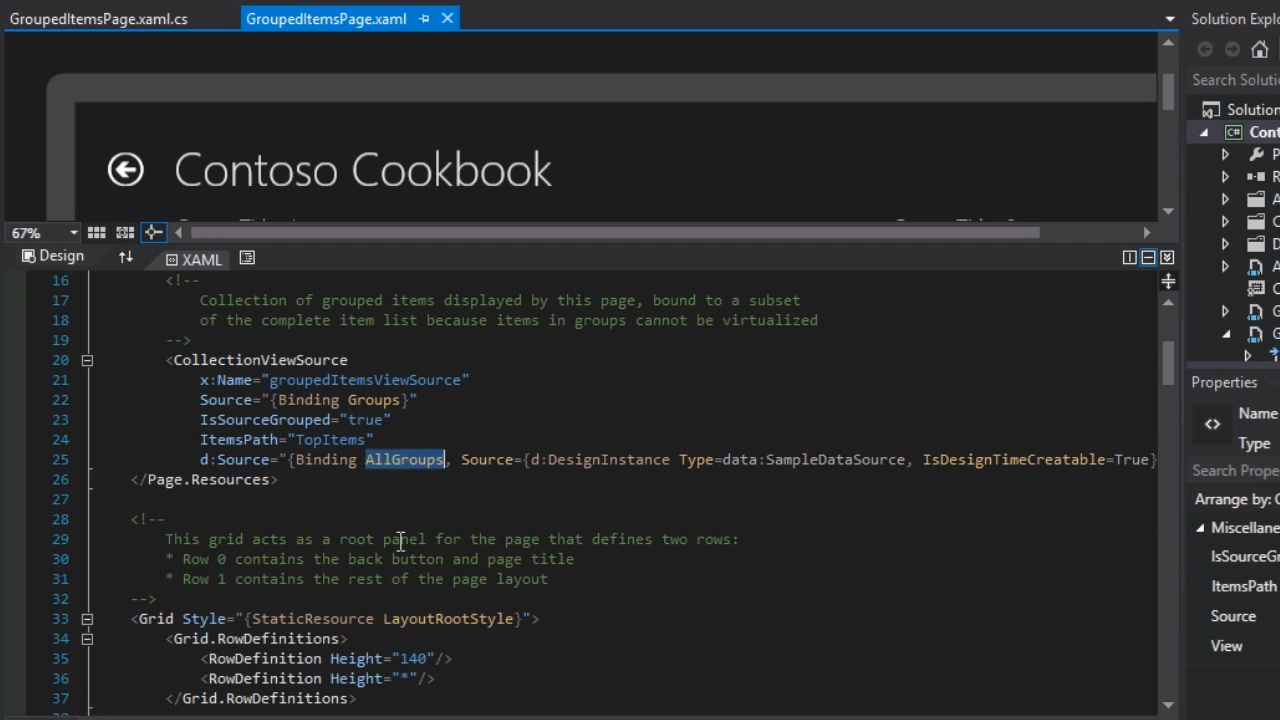 GroupedItemsPage.xaml.cs
GroupedItemsPage.xaml
Solution Explo
Search Soluti
Solution
Cont
P
R
A
C
D
A
C
G
G
Contoso Cookbook
67%
Design
XAML
16 <!--
17 Collection of grouped items displayed by this page, bound to a subset
18 of the complete item list because items in groups cannot be virtualized
19 -->
20 <CollectionViewSource
21 x:Name="groupedItemsViewSource"
22 Source="{Binding Groups}"
23 IsSourceGrouped="true"
24 ItemsPath="TopItems"
25 d:Source="{Binding AllGroups, Source={d:DesignInstance Type=data:SampleDataSource, IsDesignTimeCreatable=True}
26 </Page.Resources>
27
28 <!--
29 This grid acts as a root panel for the page that defines two rows:
30 * Row 0 contains the back button and page title
31 * Row 1 contains the rest of the page layout
32 -->
33 <Grid Style="{StaticResource LayoutRootStyle}">
34 <Grid.RowDefinitions>
35 <RowDefinition Height="140"/>
36 <RowDefinition Height="*"/>
37 </Grid.RowDefinitions>
Properties
Name
Type
Search Prope
Arrange by: C
Miscellane
IsSourceGr
ItemsPath
Source
View